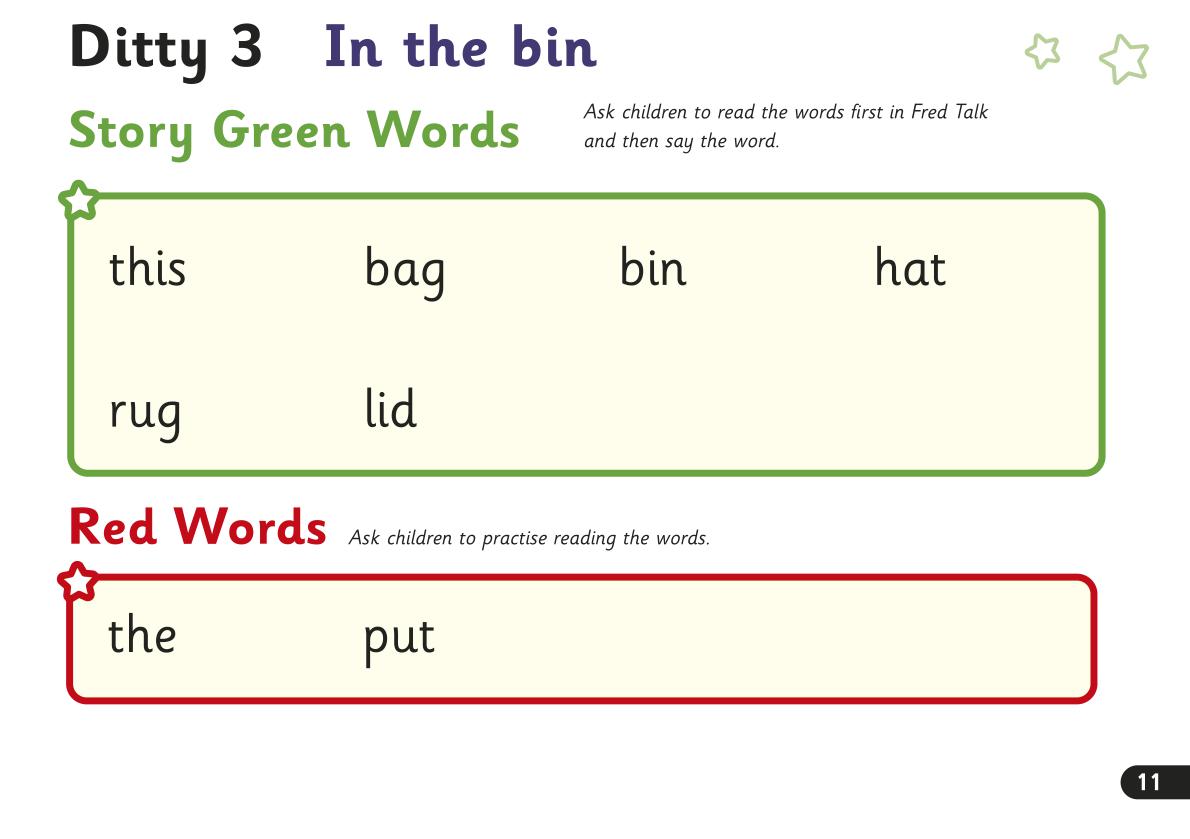 Ditty 3 In the bin
Story Green Words
Ask children to read the words first in Fred Talk
and then say the word.
this bag bin hat
rug lid
Red Words Ask children to practise reading the words.
the put
11